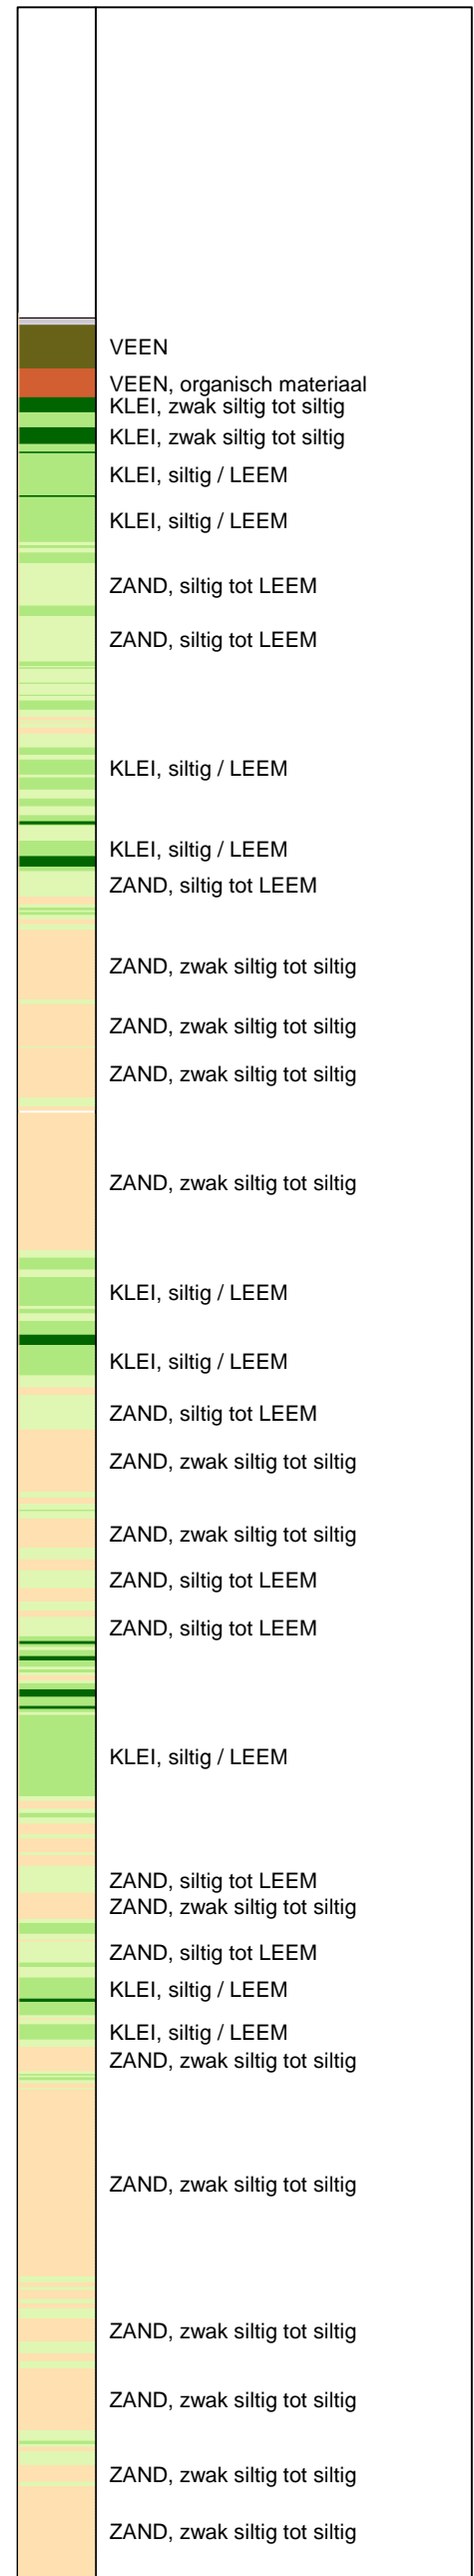 VEEN
VEEN, organisch materiaal
KLEI, zwak siltig tot siltig
KLEI, zwak siltig tot siltig
KLEI, siltig / LEEM
KLEI, siltig / LEEM
ZAND, siltig tot LEEM
ZAND, siltig tot LEEM
KLEI, siltig / LEEM
KLEI, siltig / LEEM
ZAND, siltig tot LEEM
ZAND, zwak siltig tot siltig
ZAND, zwak siltig tot siltig
ZAND, zwak siltig tot siltig
ZAND, zwak siltig tot siltig
KLEI, siltig / LEEM
KLEI, siltig / LEEM
ZAND, siltig tot LEEM
ZAND, zwak siltig tot siltig
ZAND, zwak siltig tot siltig
ZAND, siltig tot LEEM
ZAND, siltig tot LEEM
KLEI, siltig / LEEM
ZAND, siltig tot LEEM
ZAND, zwak siltig tot siltig
ZAND, siltig tot LEEM
KLEI, siltig / LEEM
KLEI, siltig / LEEM
ZAND, zwak siltig tot siltig
ZAND, zwak siltig tot siltig
ZAND, zwak siltig tot siltig
ZAND, zwak siltig tot siltig
ZAND, zwak siltig tot siltig
ZAND, zwak siltig tot siltig